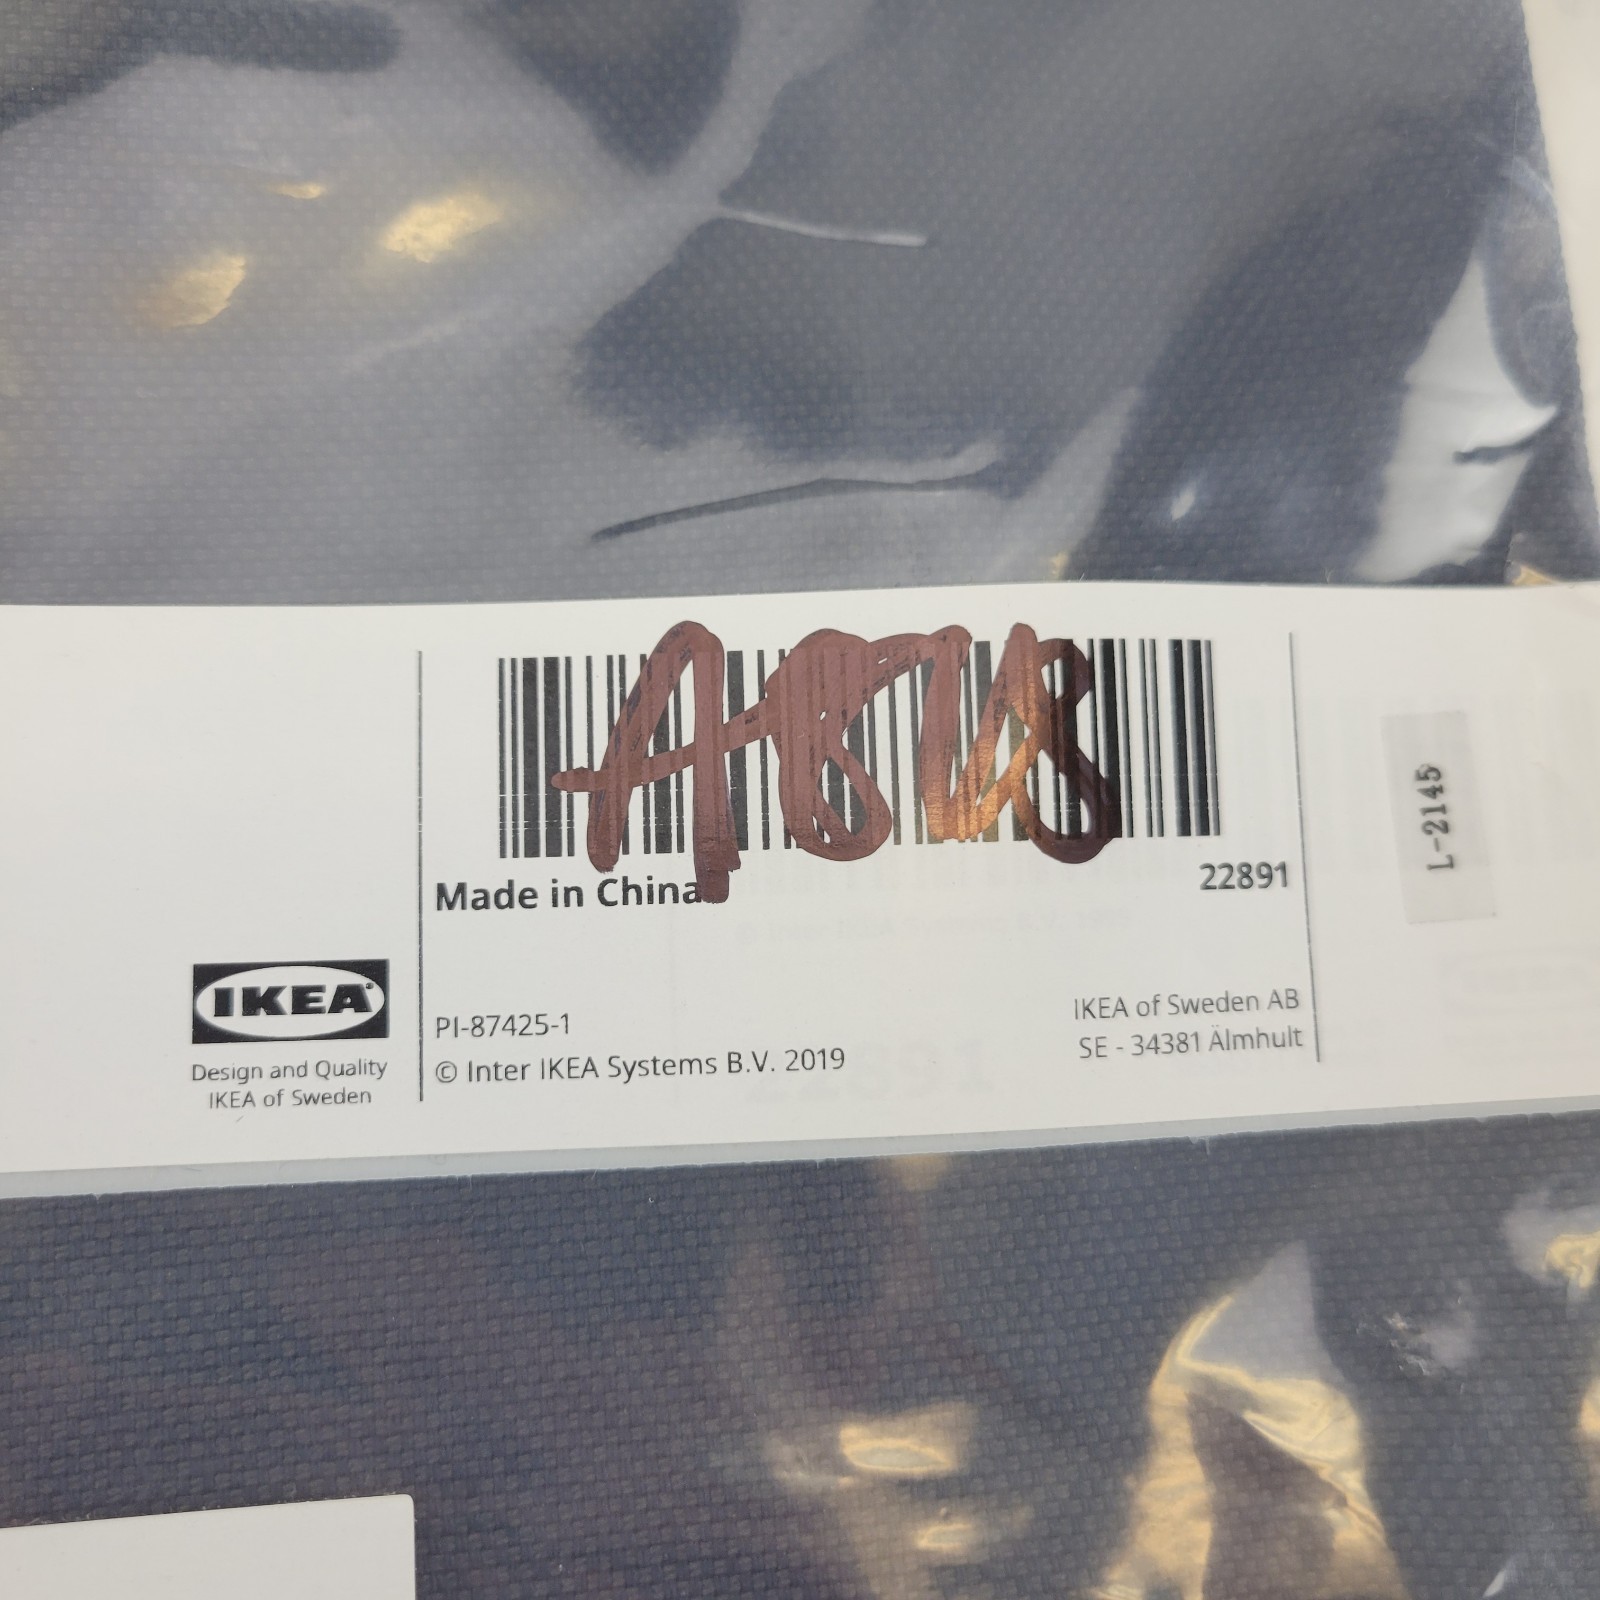 Made in China
22891
L-2145
IKEA
Design and Quality
IKEA of Sweden
PI-87425-1
© Inter IKEA Systems B.V. 2019
IKEA of Sweden AB
SE - 34381 Älmhult